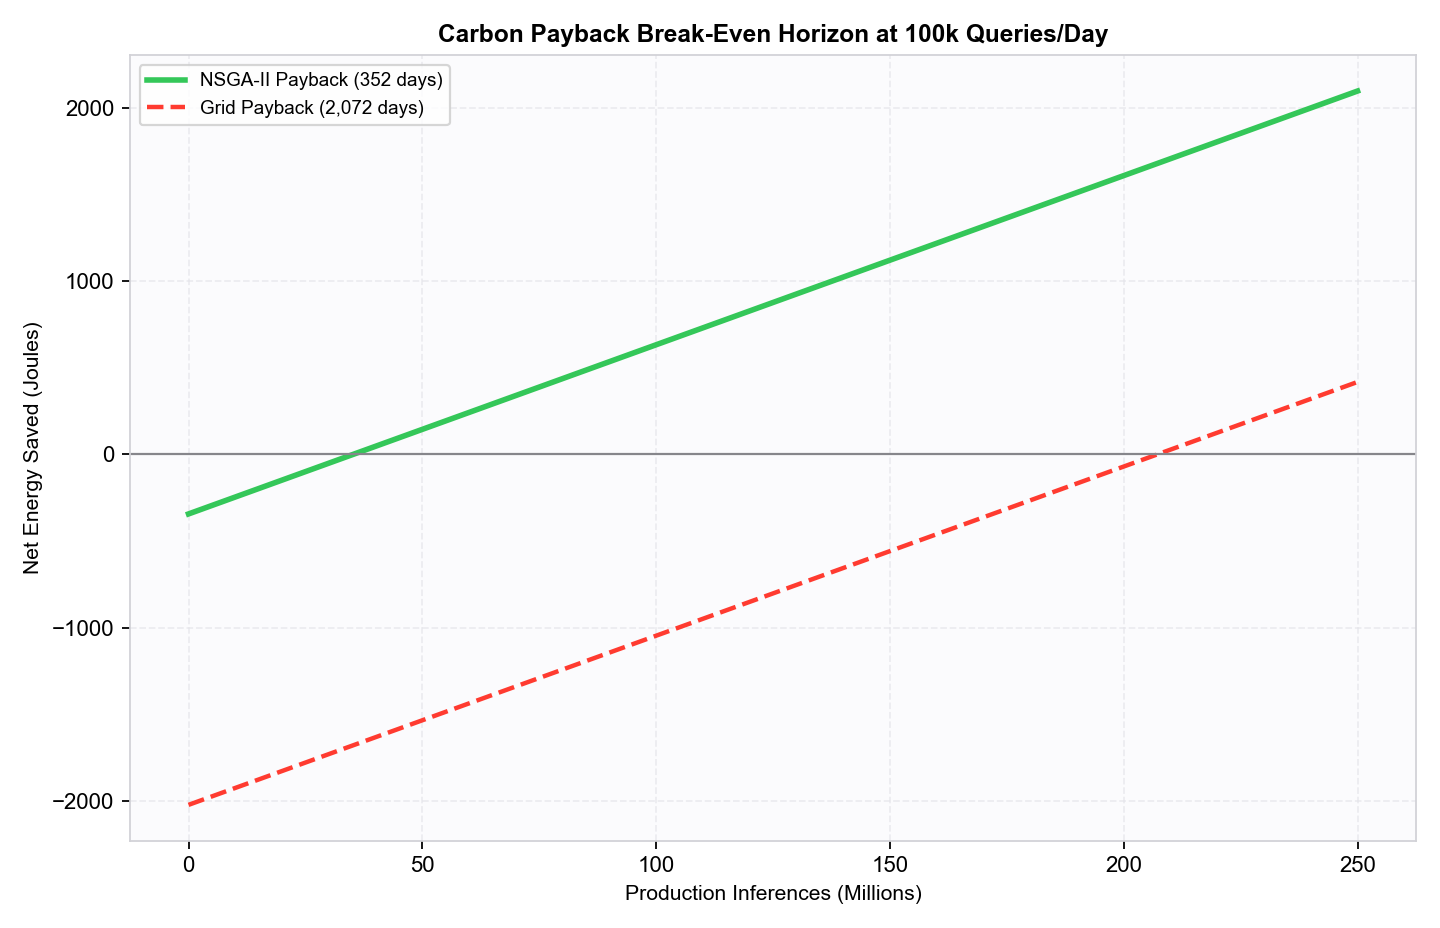 Carbon Payback Break-Even Horizon at 100k Queries/Day
NSGA-II Payback (352 days)
Grid Payback (2,072 days)
Net Energy Saved (Joules)
2000
1000
0
−1000
−2000
0 50 100 150 200 250
Production Inferences (Millions)